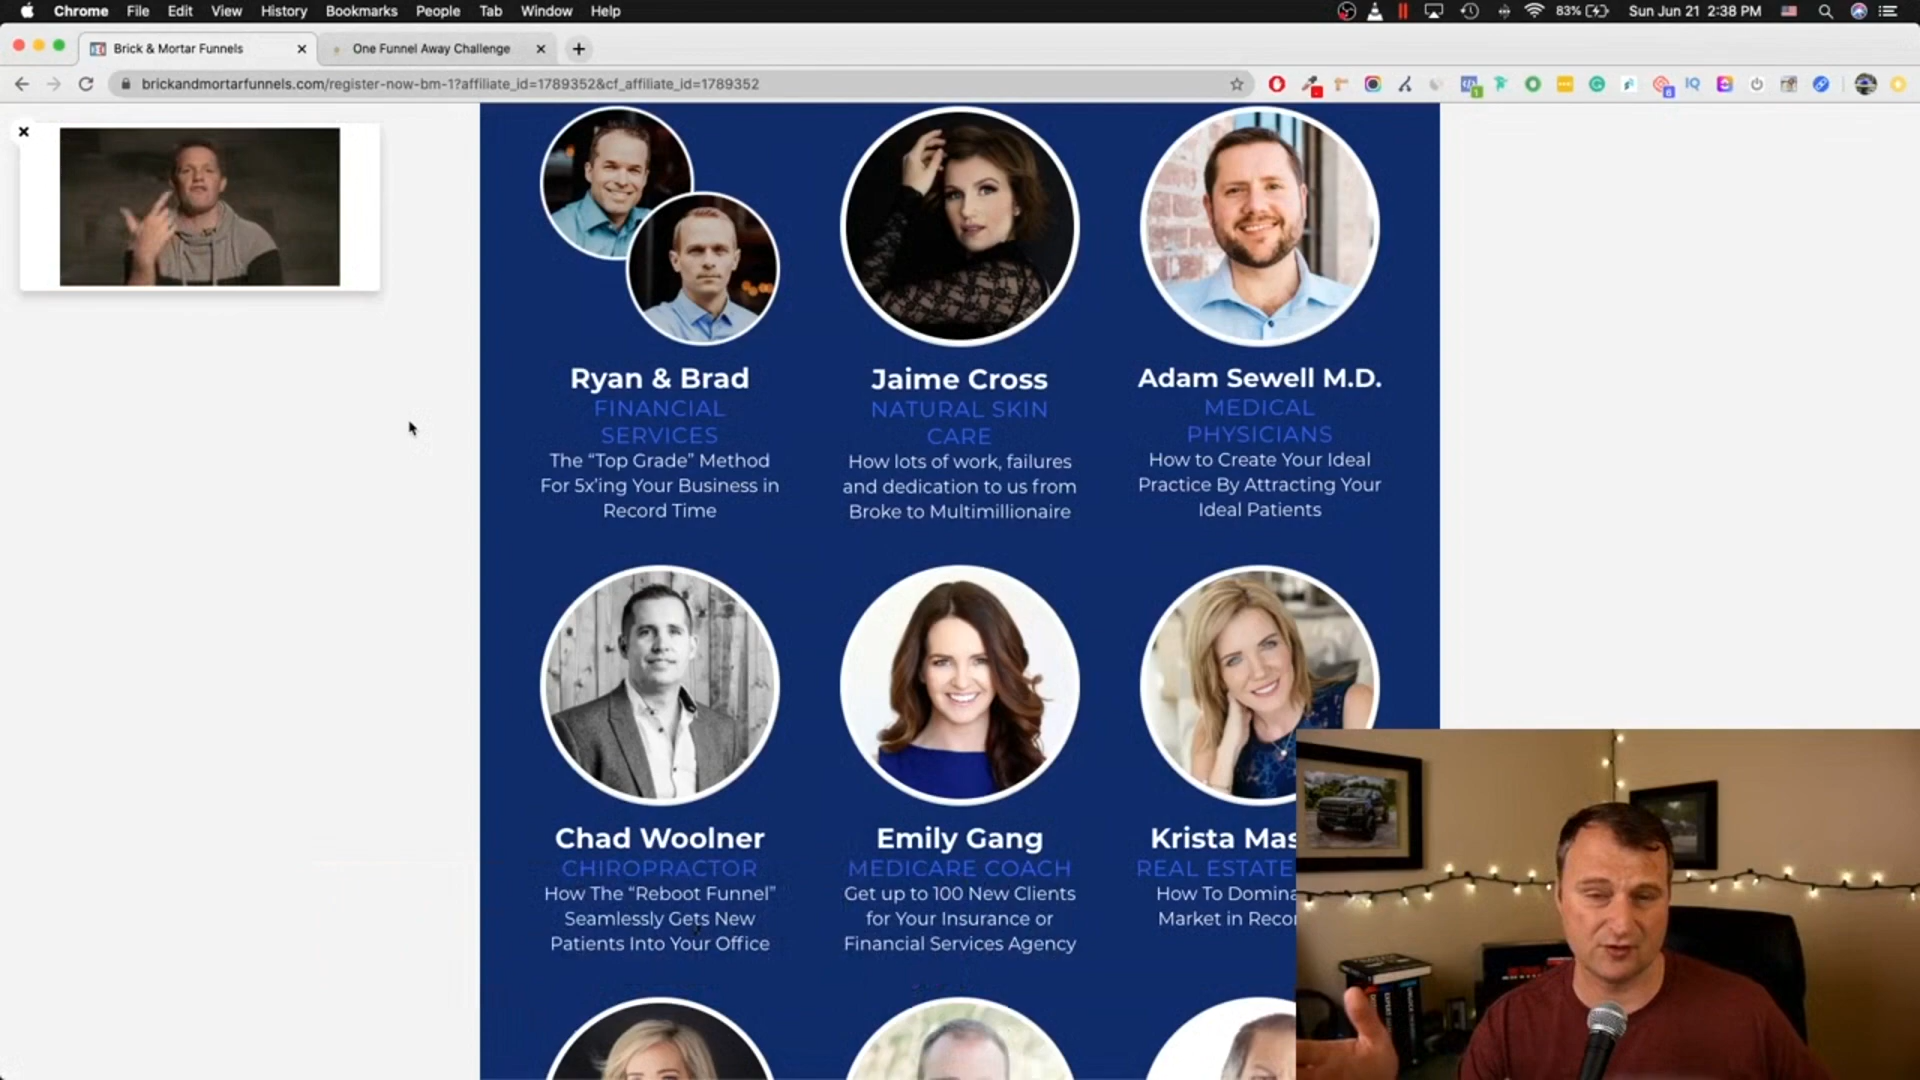 Chrome File Edit View History Bookmarks People Tab Window Help 83% Sun Jun 21 2:38 PM
Brick & Mortar Funnels One Funnel Away Challenge
brickandmortarfunnels.com/register-now-bm-1?affiliate_id=1789352&cf_affiliate_id=1789352
Ryan & Brad
FINANCIAL
SERVICES
The “Top Grade” Method
For 5x'ing Your Business in
Record Time
Jaime Cross
NATURAL SKIN
CARE
How lots of work, failures
and dedication to us from
Broke to Multimillionaire
Adam Sewell M.D.
MEDICAL
PHYSICIANS
How to Create Your Ideal
Practice By Attracting Your
Ideal Patients
Chad Woolner
CHIROPRACTOR
How The “Reboot Funnel”
Seamlessly Gets New
Patients Into Your Office
Emily Gang
MEDICARE COACH
Get up to 100 New Clients
for Your Insurance or
Financial Services Agency
Krista Mas
REAL ESTATE
How To Domina
Market in Recor